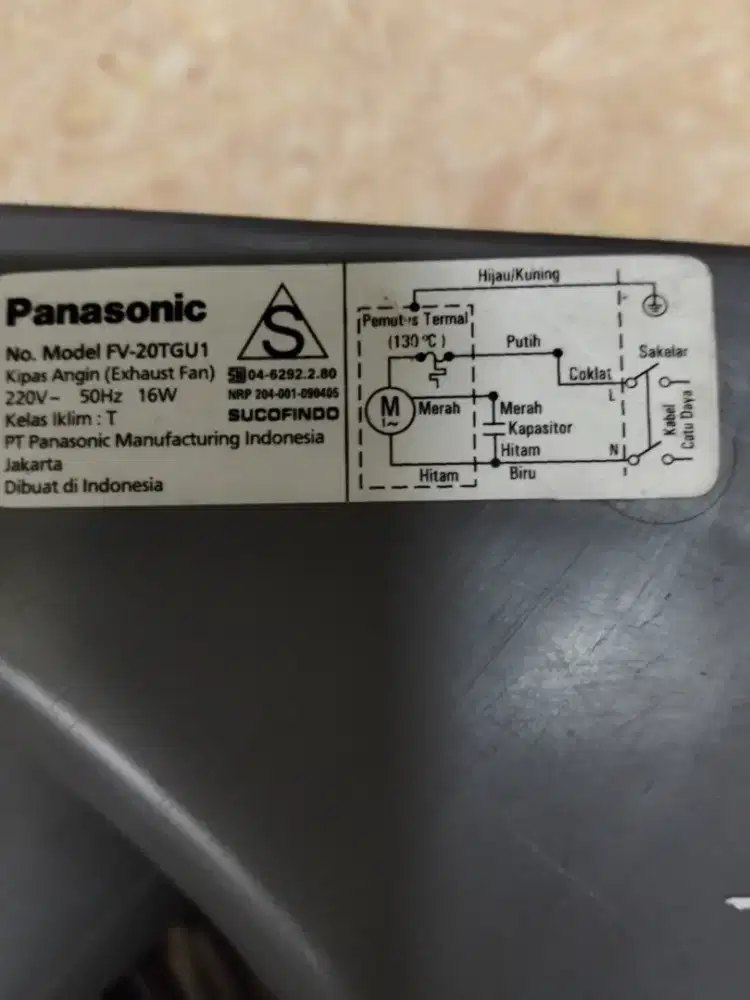 Panasonic
S
No. Model FV-20TGU1
Kipas Angin (Exhaust Fan)
04-6292.2.80
220V~ 50Hz 16W
NRP 204-001-090405
Kelas Iklim : T
SUCOFINDO
PT Panasonic Manufacturing Indonesia
Jakarta
Dibuat di Indonesia
Hijau/Kuning
Pemutus Termal
(130 °C)
Putih
Sakelar
Coklat
L
M
1~
Merah
Merah
Kapasitor
Hitam
Hitam
Biru
N
Kabel
Catu Daya